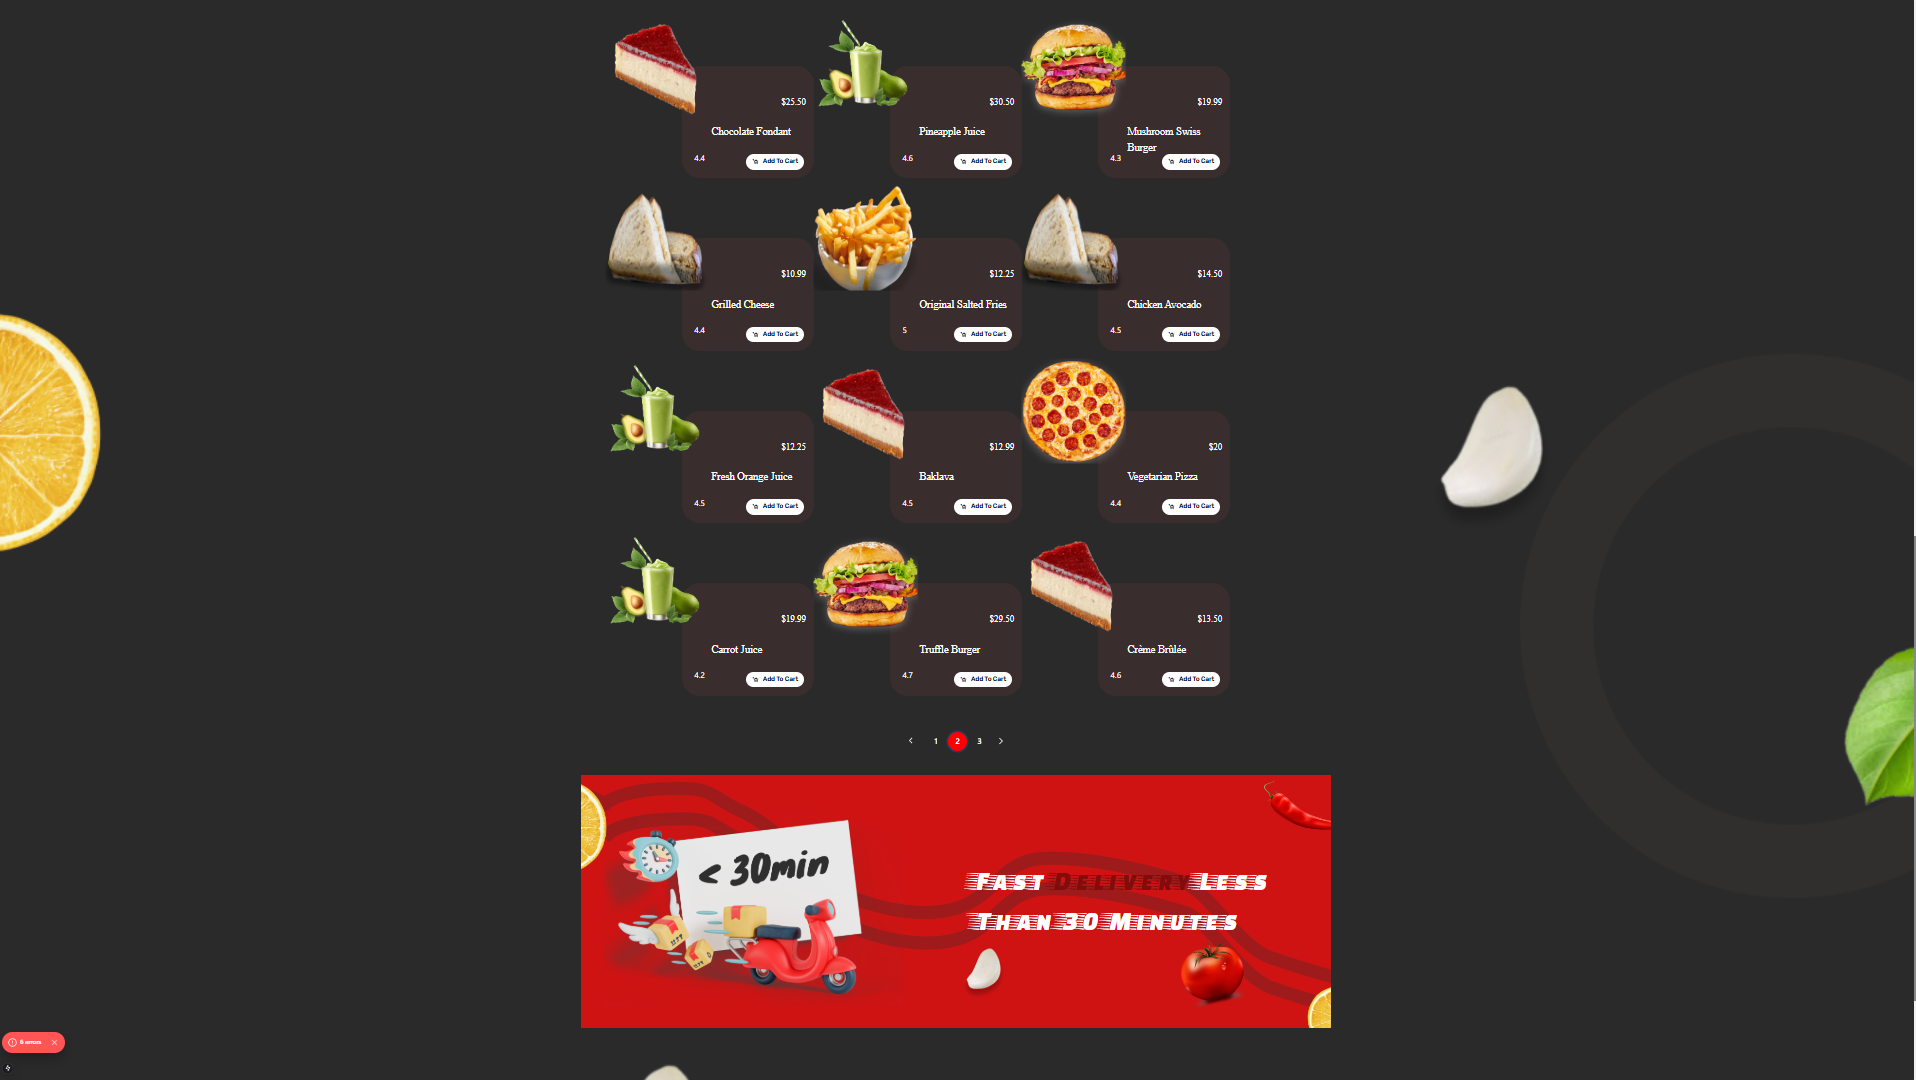 $25.50
Chocolate Fondant
4.4
Add To Cart
$30.50
Pineapple Juice
4.6
Add To Cart
$19.99
Mushroom Swiss
Burger
4.3
Add To Cart
$10.99
Grilled Cheese
4.4
Add To Cart
$12.25
Original Salted Fries
5
Add To Cart
$14.50
Chicken Avocado
4.5
Add To Cart
$12.25
Fresh Orange Juice
4.5
Add To Cart
$12.99
Baklava
4.5
Add To Cart
$20
Vegetarian Pizza
4.4
Add To Cart
$19.99
Carrot Juice
4.2
Add To Cart
$29.50
Truffle Burger
4.7
Add To Cart
$13.50
Crème Brûlée
4.6
Add To Cart
1 2 3
< 30min
Fast Delivery Less
Than 30 Minutes
6 errors